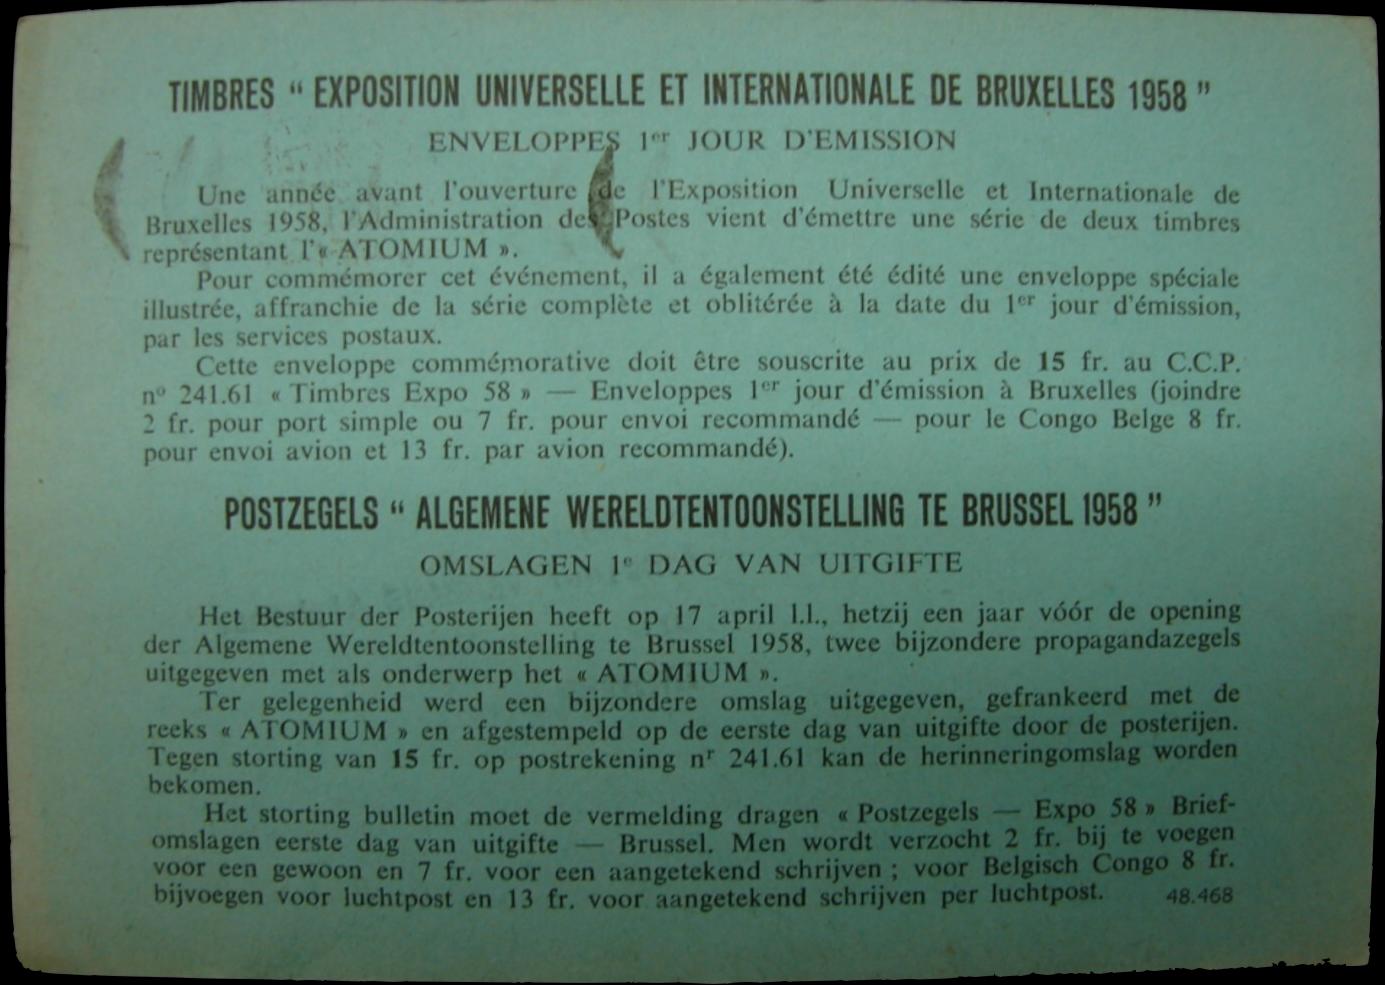 TIMBRES “ EXPOSITION UNIVERSELLE ET INTERNATIONALE DE BRUXELLES 1958 ”
ENVELOPPES 1er JOUR D'EMISSION
Une année avant l'ouverture de l'Exposition Universelle et Internationale de
Bruxelles 1958, l'Administration des Postes vient d'émettre une série de deux timbres
représentant l'« ATOMIUM ».
Pour commémorer cet événement, il a également été édité une enveloppe spéciale
illustrée, affranchie de la série complète et oblitérée à la date du 1er jour d'émission,
par les services postaux.
Cette enveloppe commémorative doit être souscrite au prix de 15 fr. au C.C.P.
nº 241.61 « Timbres Expo 58 » — Enveloppes 1er jour d'émission à Bruxelles (joindre
2 fr. pour port simple ou 7 fr. pour envoi recommandé — pour le Congo Belge 8 fr.
pour envoi avion et 13 fr. par avion recommandé).
POSTZEGELS “ ALGEMENE WERELDTENTOONSTELLING TE BRUSSEL 1958 ”
OMSLAGEN 1e DAG VAN UITGIFTE
Het Bestuur der Posterijen heeft op 17 april l.l., hetzij een jaar vóór de opening
der Algemene Wereldtentoonstelling te Brussel 1958, twee bijzondere propagandazegels
uitgegeven met als onderwerp het « ATOMIUM ».
Ter gelegenheid werd een bijzondere omslag uitgegeven, gefrankeerd met de
reeks « ATOMIUM » en afgestempeld op de eerste dag van uitgifte door de posterijen.
Tegen storting van 15 fr. op postrekening nr 241.61 kan de herinneringomslag worden
bekomen.
Het storting bulletin moet de vermelding dragen « Postzegels — Expo 58 » Brief-
omslagen eerste dag van uitgifte — Brussel. Men wordt verzocht 2 fr. bij te voegen
voor een gewoon en 7 fr. voor een aangetekend schrijven ; voor Belgisch Congo 8 fr.
bijvoegen voor luchtpost en 13 fr. voor aangetekend schrijven per luchtpost. 48.468